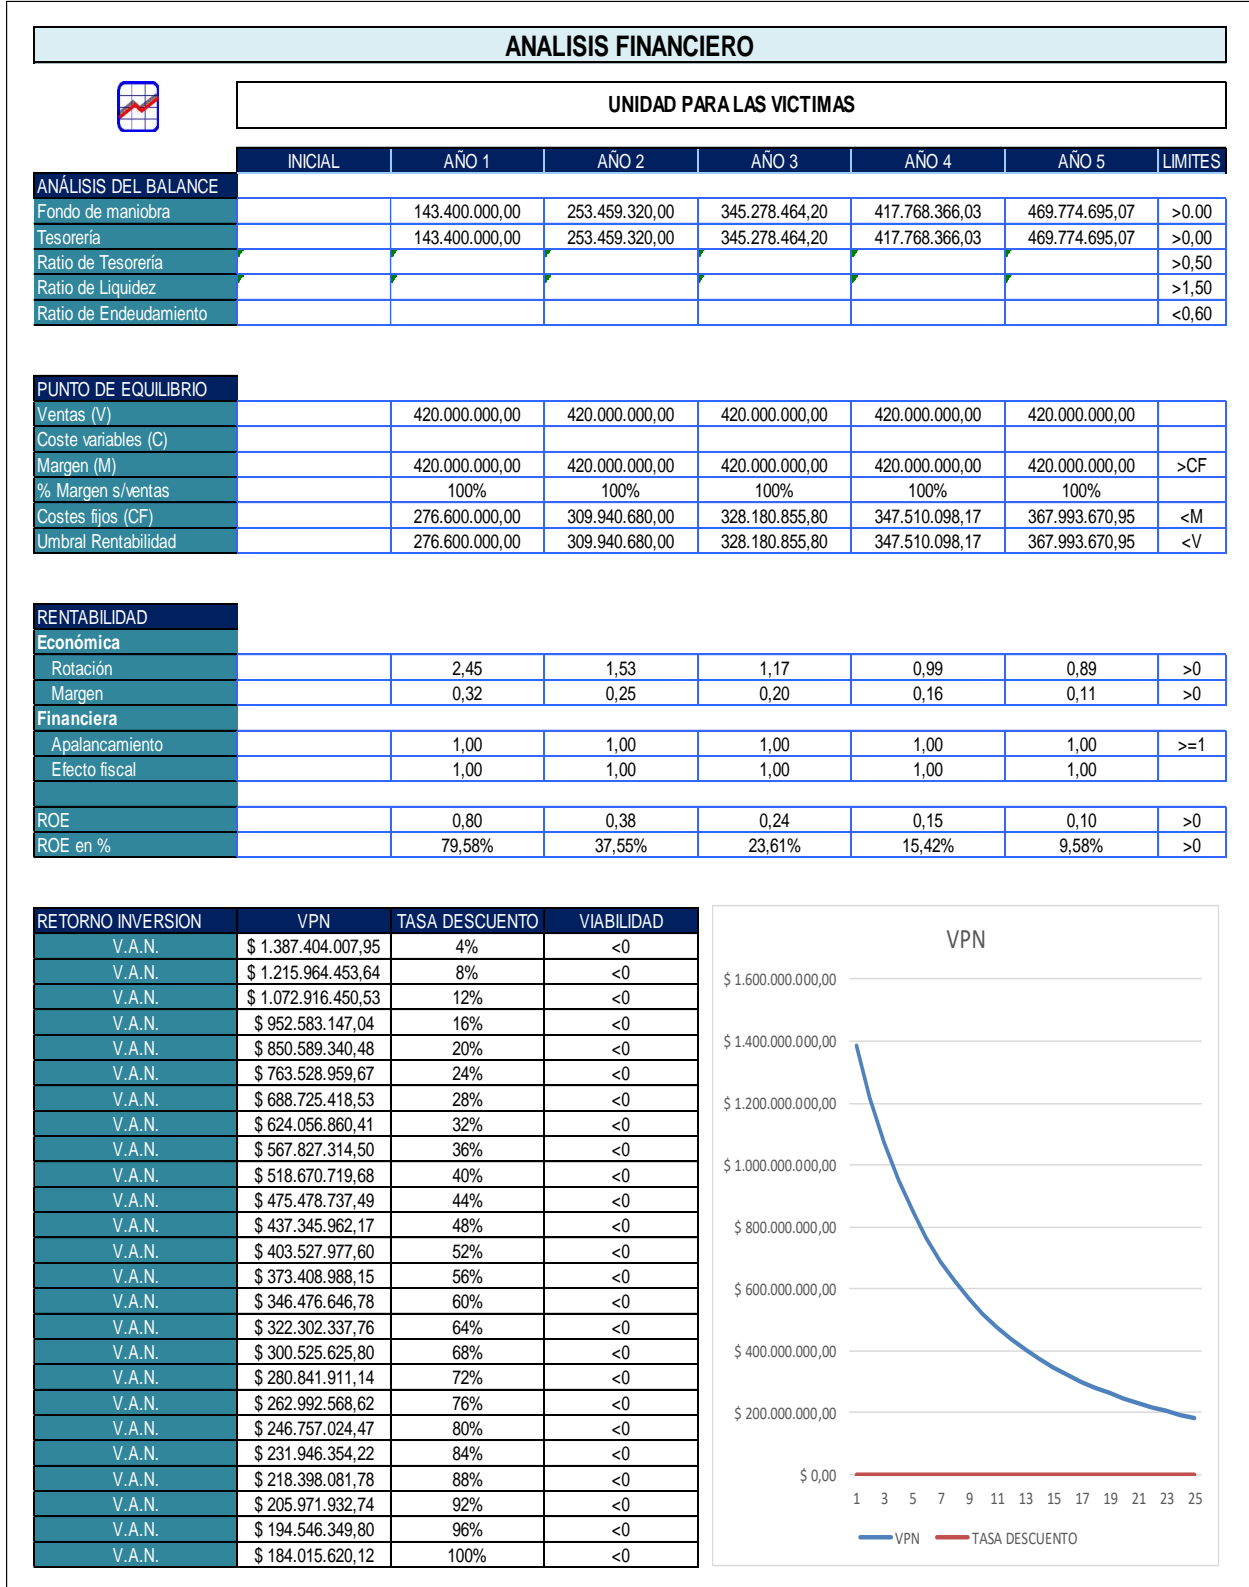 ANALISIS FINANCIERO
UNIDAD PARA LAS VICTIMAS
INICIAL AÑO 1 AÑO 2 AÑO 3 AÑO 4 AÑO 5 LIMITES
ANÁLISIS DEL BALANCE
Fondo de maniobra 143.400.000,00 253.459.320,00 345.278.464,20 417.768.366,03 469.774.695,07 >0.00
Tesorería 143.400.000,00 253.459.320,00 345.278.464,20 417.768.366,03 469.774.695,07 >0,00
Ratio de Tesorería >0,50
Ratio de Liquidez >1,50
Ratio de Endeudamiento <0,60
PUNTO DE EQUILIBRIO
Ventas (V) 420.000.000,00 420.000.000,00 420.000.000,00 420.000.000,00 420.000.000,00
Coste variables (C)
Margen (M) 420.000.000,00 420.000.000,00 420.000.000,00 420.000.000,00 420.000.000,00 >CF
% Margen s/ventas 100% 100% 100% 100% 100%
Costes fijos (CF) 276.600.000,00 309.940.680,00 328.180.855,80 347.510.098,17 367.993.670,95 <M
Umbral Rentabilidad 276.600.000,00 309.940.680,00 328.180.855,80 347.510.098,17 367.993.670,95 <V
RENTABILIDAD
Económica
Rotación 2,45 1,53 1,17 0,99 0,89 >0
Margen 0,32 0,25 0,20 0,16 0,11 >0
Financiera
Apalancamiento 1,00 1,00 1,00 1,00 1,00 >=1
Efecto fiscal 1,00 1,00 1,00 1,00 1,00
ROE 0,80 0,38 0,24 0,15 0,10 >0
ROE en % 79,58% 37,55% 23,61% 15,42% 9,58% >0
RETORNO INVERSION VPN TASA DESCUENTO VIABILIDAD
V.A.N. $ 1.387.404.007,95 4% <0
V.A.N. $ 1.215.964.453,64 8% <0
V.A.N. $ 1.072.916.450,53 12% <0
V.A.N. $ 952.583.147,04 16% <0
V.A.N. $ 850.589.340,48 20% <0
V.A.N. $ 763.528.959,67 24% <0
V.A.N. $ 688.725.418,53 28% <0
V.A.N. $ 624.056.860,41 32% <0
V.A.N. $ 567.827.314,50 36% <0
V.A.N. $ 518.670.719,68 40% <0
V.A.N. $ 475.478.737,49 44% <0
V.A.N. $ 437.345.962,17 48% <0
V.A.N. $ 403.527.977,60 52% <0
V.A.N. $ 373.408.988,15 56% <0
V.A.N. $ 346.476.646,78 60% <0
V.A.N. $ 322.302.337,76 64% <0
V.A.N. $ 300.525.625,80 68% <0
V.A.N. $ 280.841.911,14 72% <0
V.A.N. $ 262.992.568,62 76% <0
V.A.N. $ 246.757.024,47 80% <0
V.A.N. $ 231.946.354,22 84% <0
V.A.N. $ 218.398.081,78 88% <0
V.A.N. $ 205.971.932,74 92% <0
V.A.N. $ 194.546.349,80 96% <0
V.A.N. $ 184.015.620,12 100% <0
VPN
$ 1.600.000.000,00
$ 1.400.000.000,00
$ 1.200.000.000,00
$ 1.000.000.000,00
$ 800.000.000,00
$ 600.000.000,00
$ 400.000.000,00
$ 200.000.000,00
$ 0,00
1 3 5 7 9 11 13 15 17 19 21 23 25
VPN TASA DESCUENTO